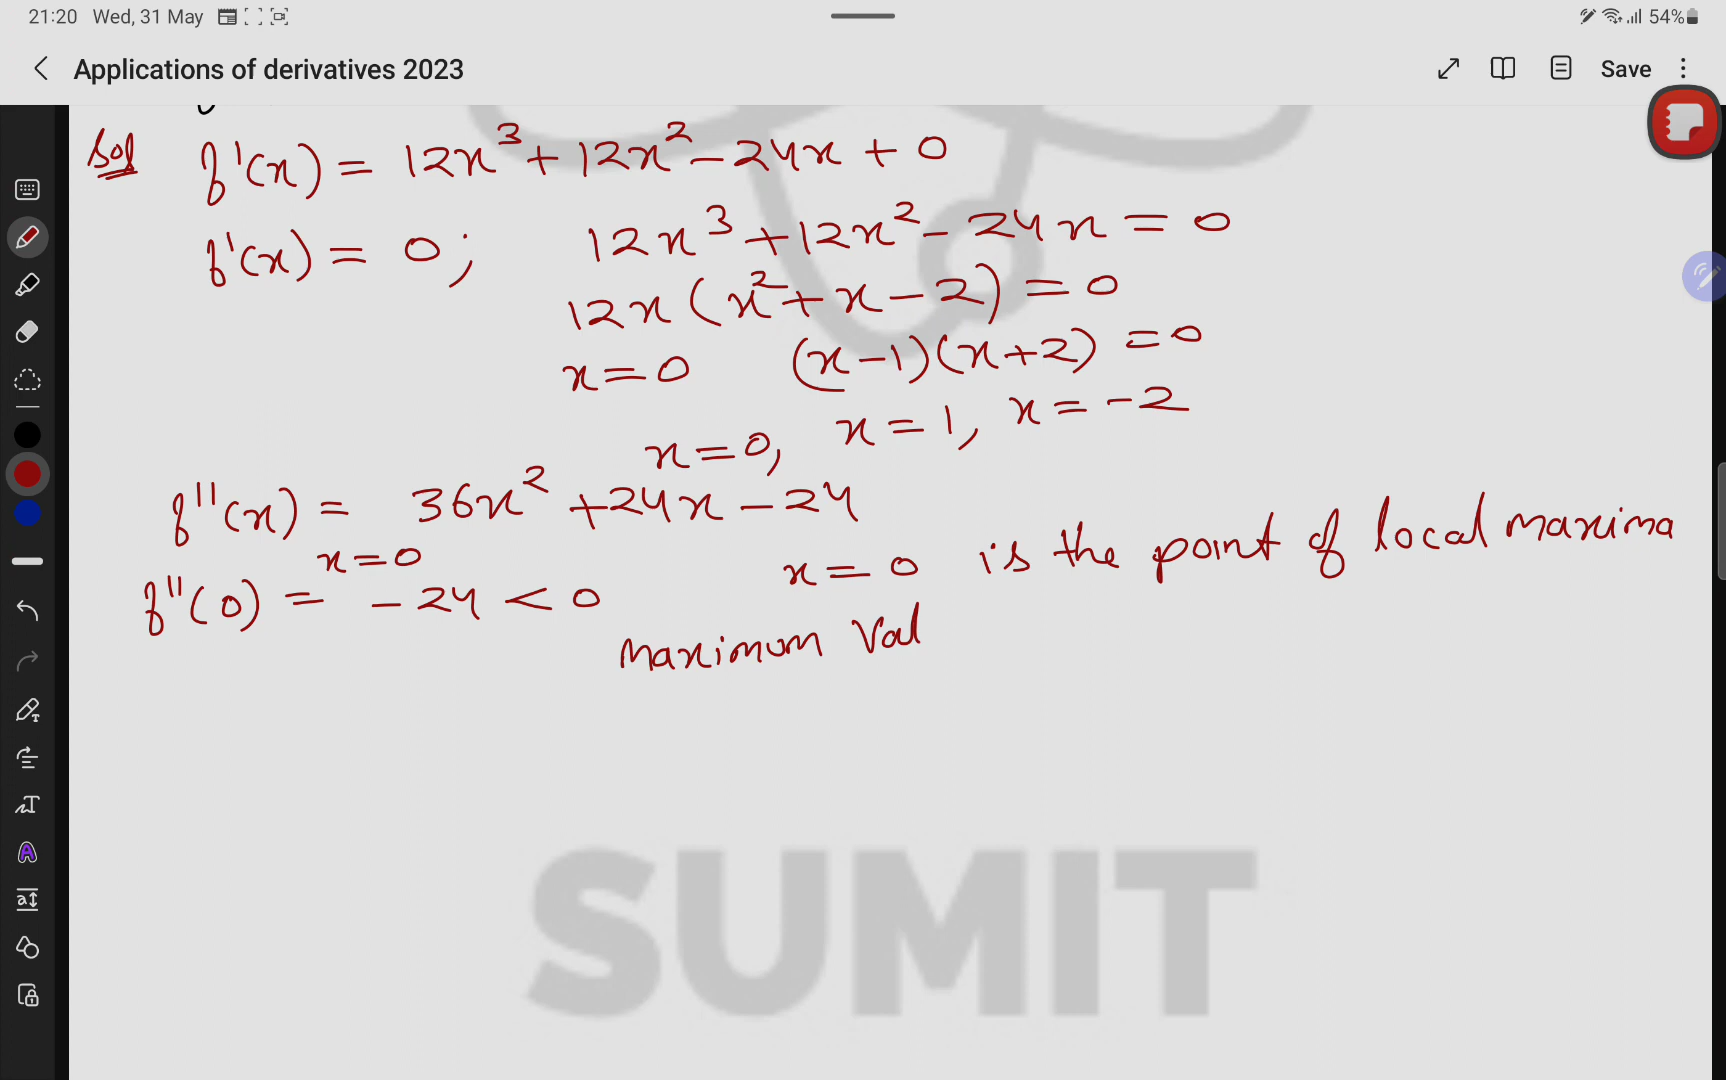 21:20 Wed, 31 May 54%
Applications of derivatives 2023
Save
Sol f'(x) = 12x³ + 12x² - 24x + 0
f'(x) = 0; 12x³ + 12x² - 24x = 0
12x (x² + x - 2) = 0
x = 0 (x - 1)(x + 2) = 0
x = 0, x = 1, x = -2
f''(x) = 36x² + 24x - 24
x = 0
f''(0) = -24 < 0 x = 0 is the point of local maxima
Maximum Val
SUMIT